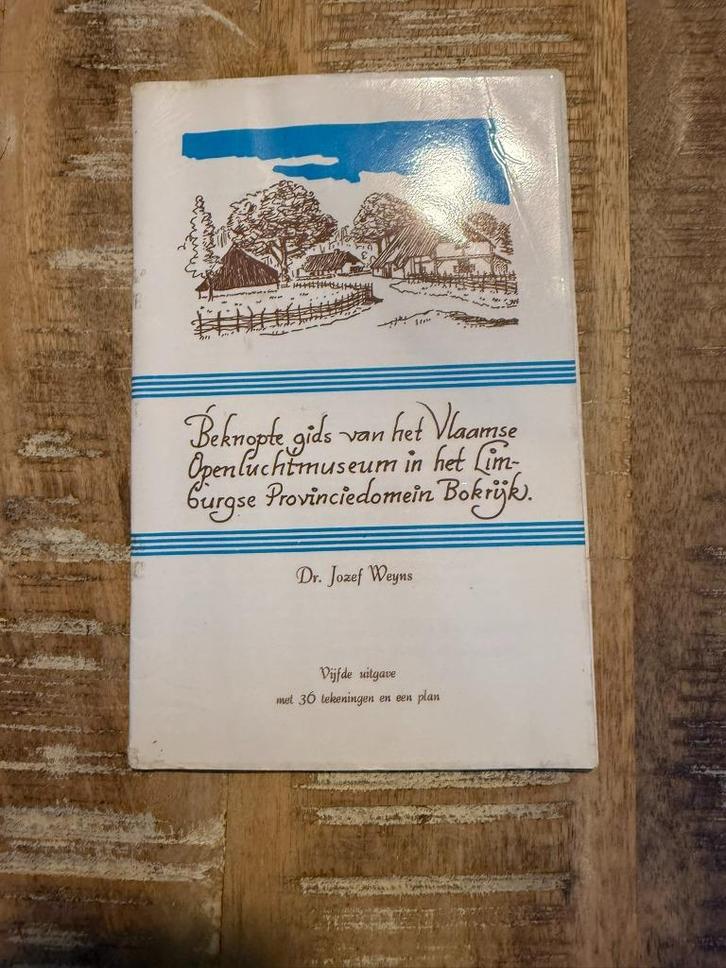 Beknopte gids van het Vlaamse
Openluchtmuseum in het Lim-
burgse Provinciedomein Bokrijk.
Dr. Jozef Weyns
Vijfde uitgave
met 36 tekeningen en een plan